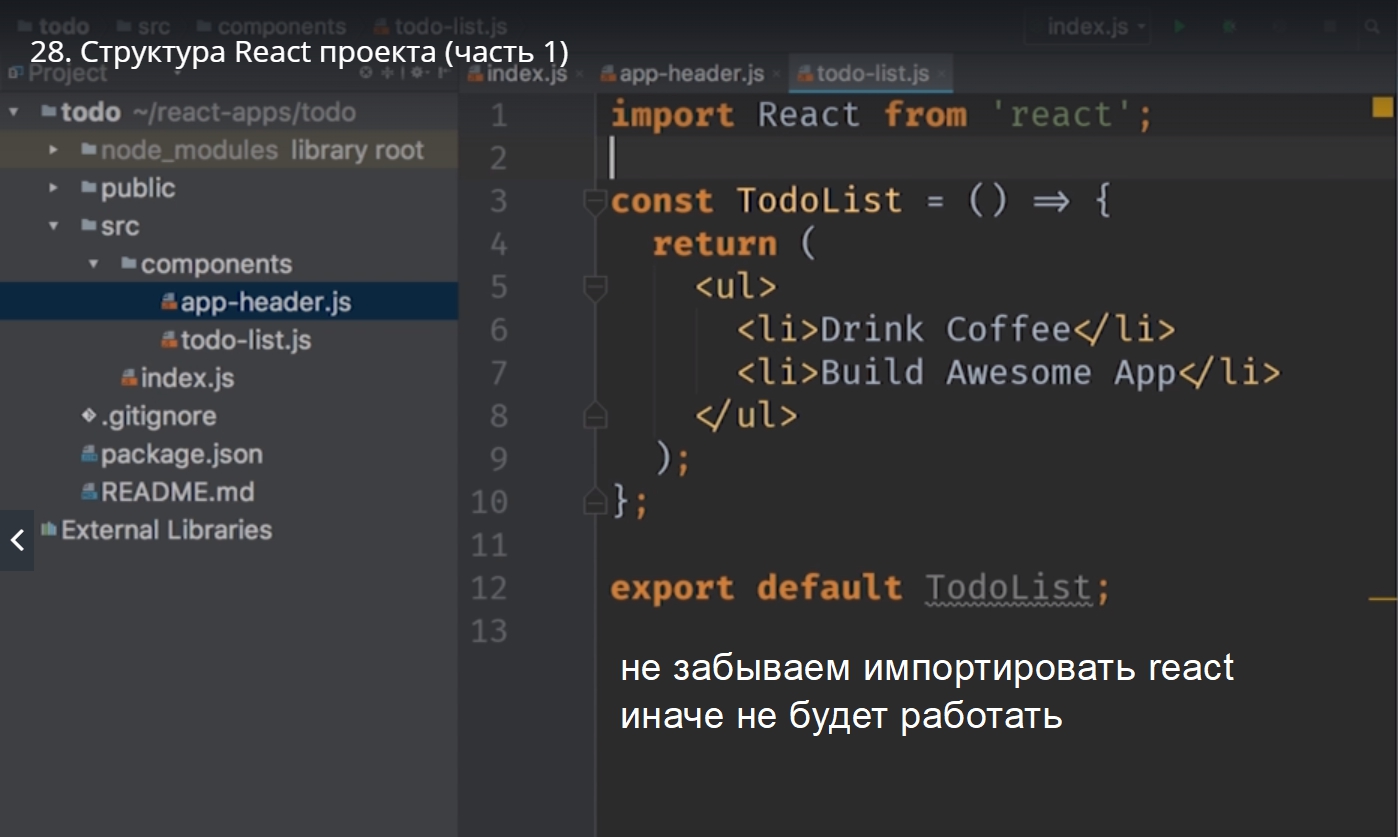 todo src components todo-list.js index.js
28. Структура React проекта (часть 1)
Project index.js app-header.js todo-list.js
todo ~/react-apps/todo
node_modules library root
public
src
components
app-header.js
todo-list.js
index.js
.gitignore
package.json
README.md
External Libraries
1 import React from 'react';
2
3 const TodoList = () => {
4 return (
5 <ul>
6 <li>Drink Coffee</li>
7 <li>Build Awesome App</li>
8 </ul>
9 );
10 };
11
12 export default TodoList;
13
не забываем импортировать react
иначе не будет работать